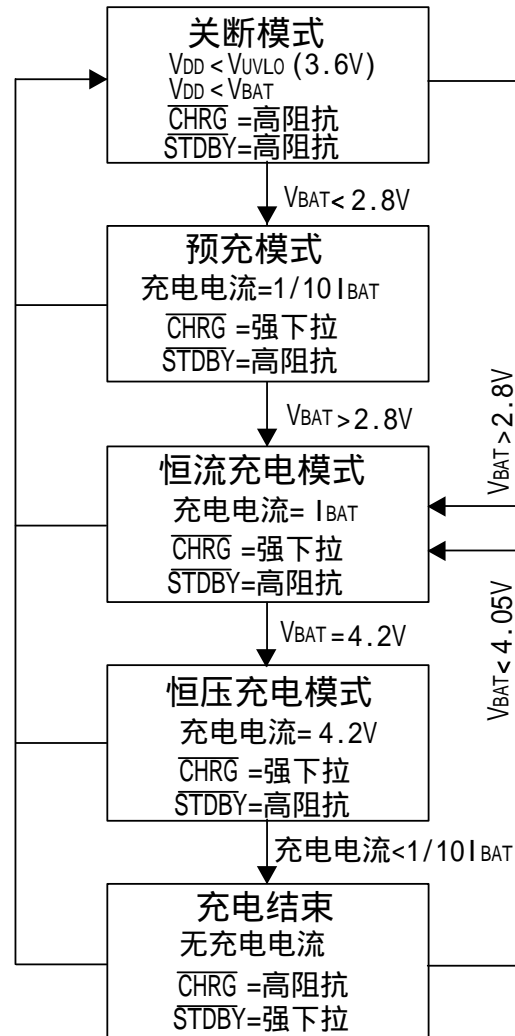 关断模式
VDD < VUVLO (3.6V)
VDD < VBAT
CHRG =高阻抗
STDBY=高阻抗
VBAT< 2.8V
预充模式
充电电流=1/10IBAT
CHRG =强下拉
STDBY=高阻抗
VBAT >2.8V
恒流充电模式
充电电流= IBAT
CHRG =强下拉
STDBY=高阻抗
VBAT>2.8V
VBAT< 4.05V
VBAT =4.2V
恒压充电模式
充电电流= 4.2V
CHRG =强下拉
STDBY=高阻抗
充电电流<1/10IBAT
充电结束
无充电电流
CHRG =高阻抗
STDBY=强下拉